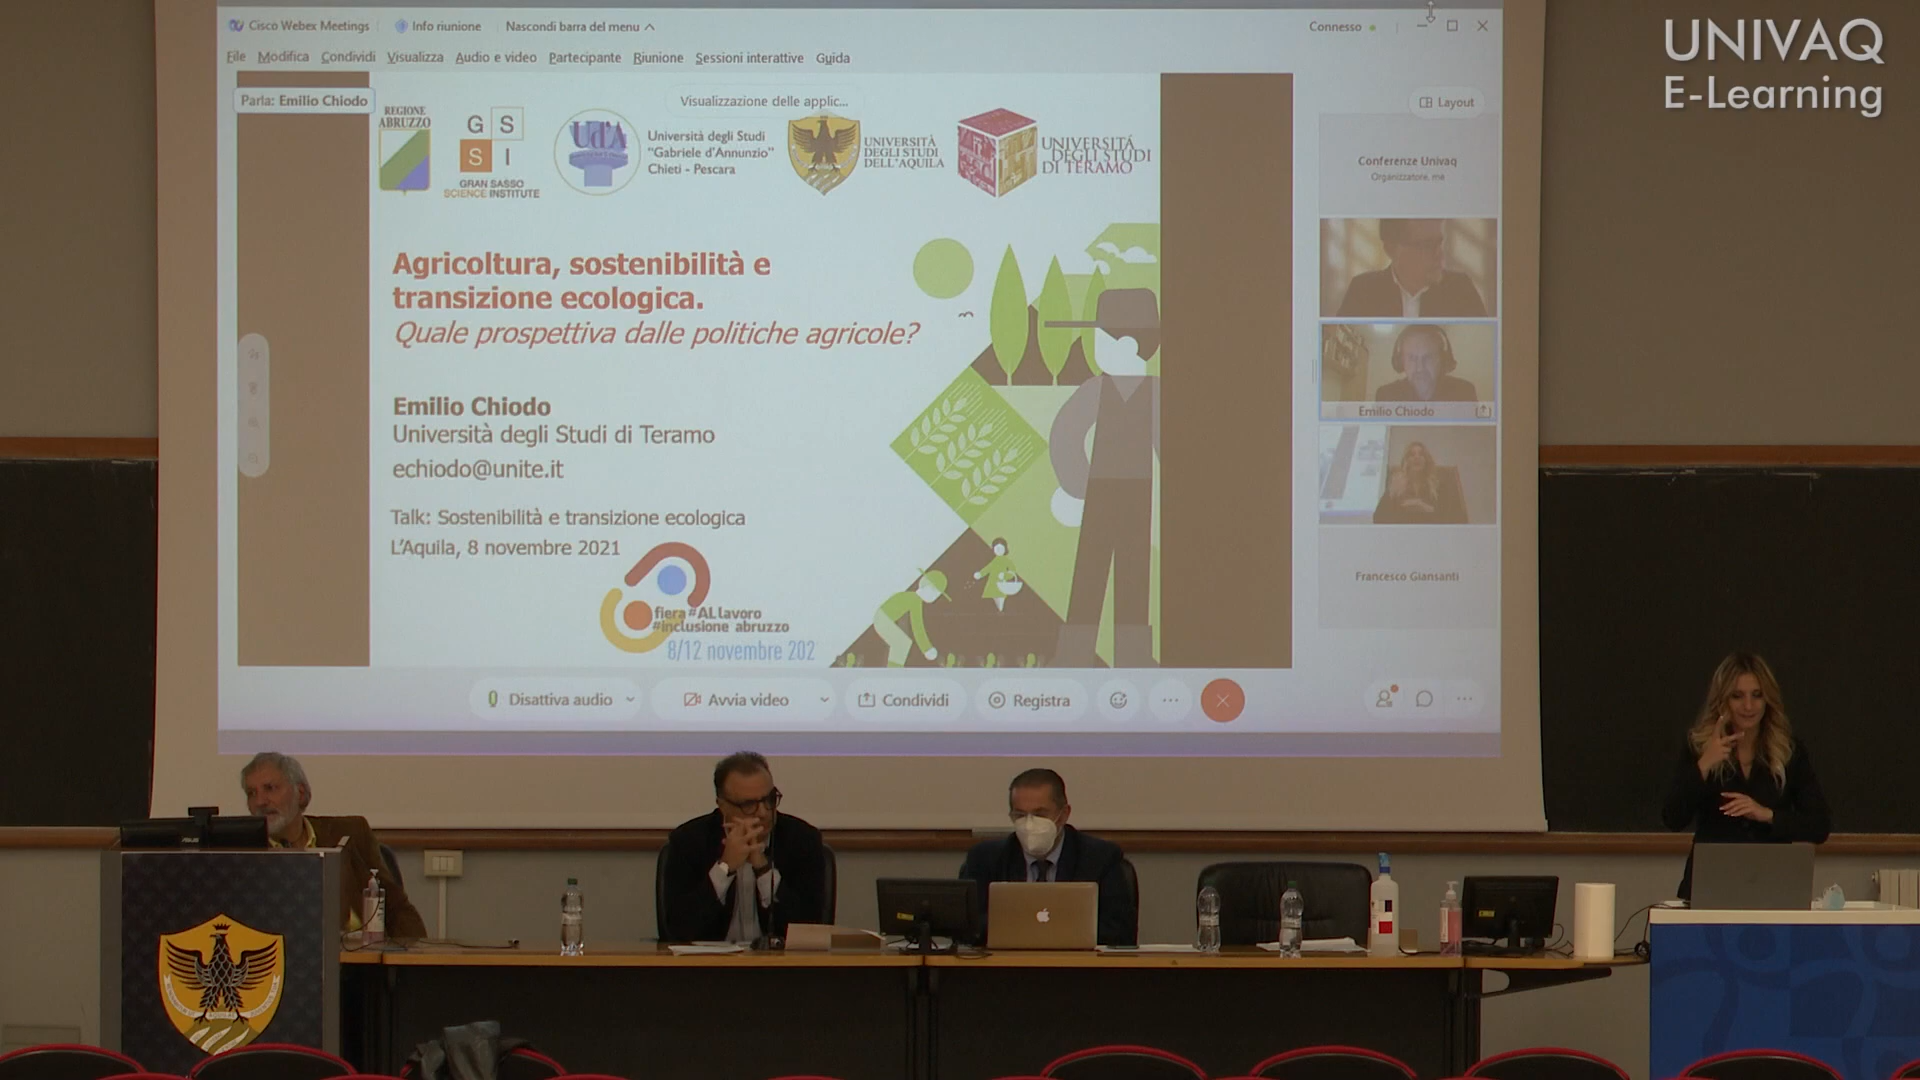 UNIVAQ
E-Learning
Cisco Webex Meetings
Info riunione
Nascondi barra del menu
Connesso
File Modifica Condividi Visualizza Audio e video Partecipante Riunione Sessioni interattive Guida
Parla: Emilio Chiodo
Visualizzazione delle applic...
Layout
REGIONE
ABRUZZO
G S
S I
GRAN SASSO
SCIENCE INSTITUTE
Ud'A
Università degli Studi
"Gabriele d'Annunzio"
Chieti - Pescara
UNIVERSITÀ
DEGLI STUDI
DELL'AQUILA
UNIVERSITÁ
DEGLI STUDI
DI TERAMO
Conferenze Univaq
Organizzatore, me
Agricoltura, sostenibilità e
transizione ecologica.
Quale prospettiva dalle politiche agricole?
Emilio Chiodo
Università degli Studi di Teramo
echiodo@unite.it
Emilio Chiodo
Talk: Sostenibilità e transizione ecologica
L'Aquila, 8 novembre 2021
Francesco Giansanti
fiera #ALlavoro
#inclusione abruzzo
8/12 novembre 202
Disattiva audio
Avvia video
Condividi
Registra